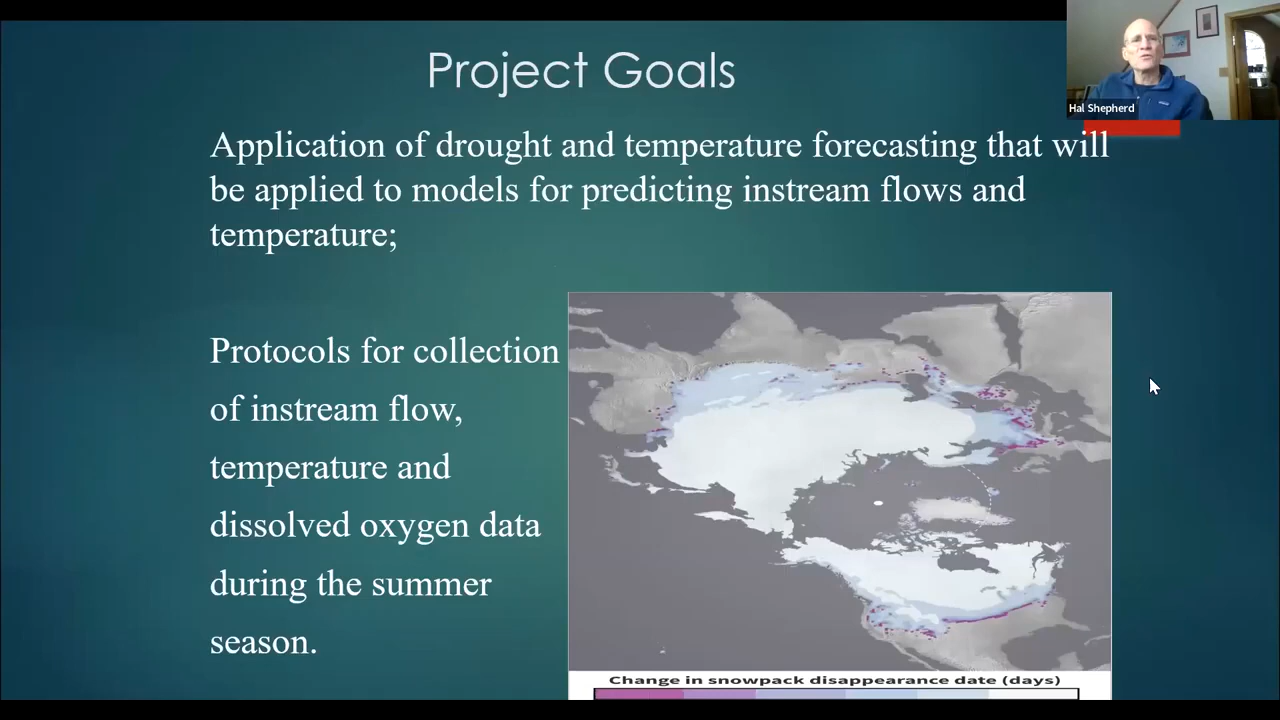 Project Goals
Hal Shepherd
Application of drought and temperature forecasting that will
be applied to models for predicting instream flows and
temperature;
Protocols for collection
of instream flow,
temperature and
dissolved oxygen data
during the summer
season.
Change in snowpack disappearance date (days)